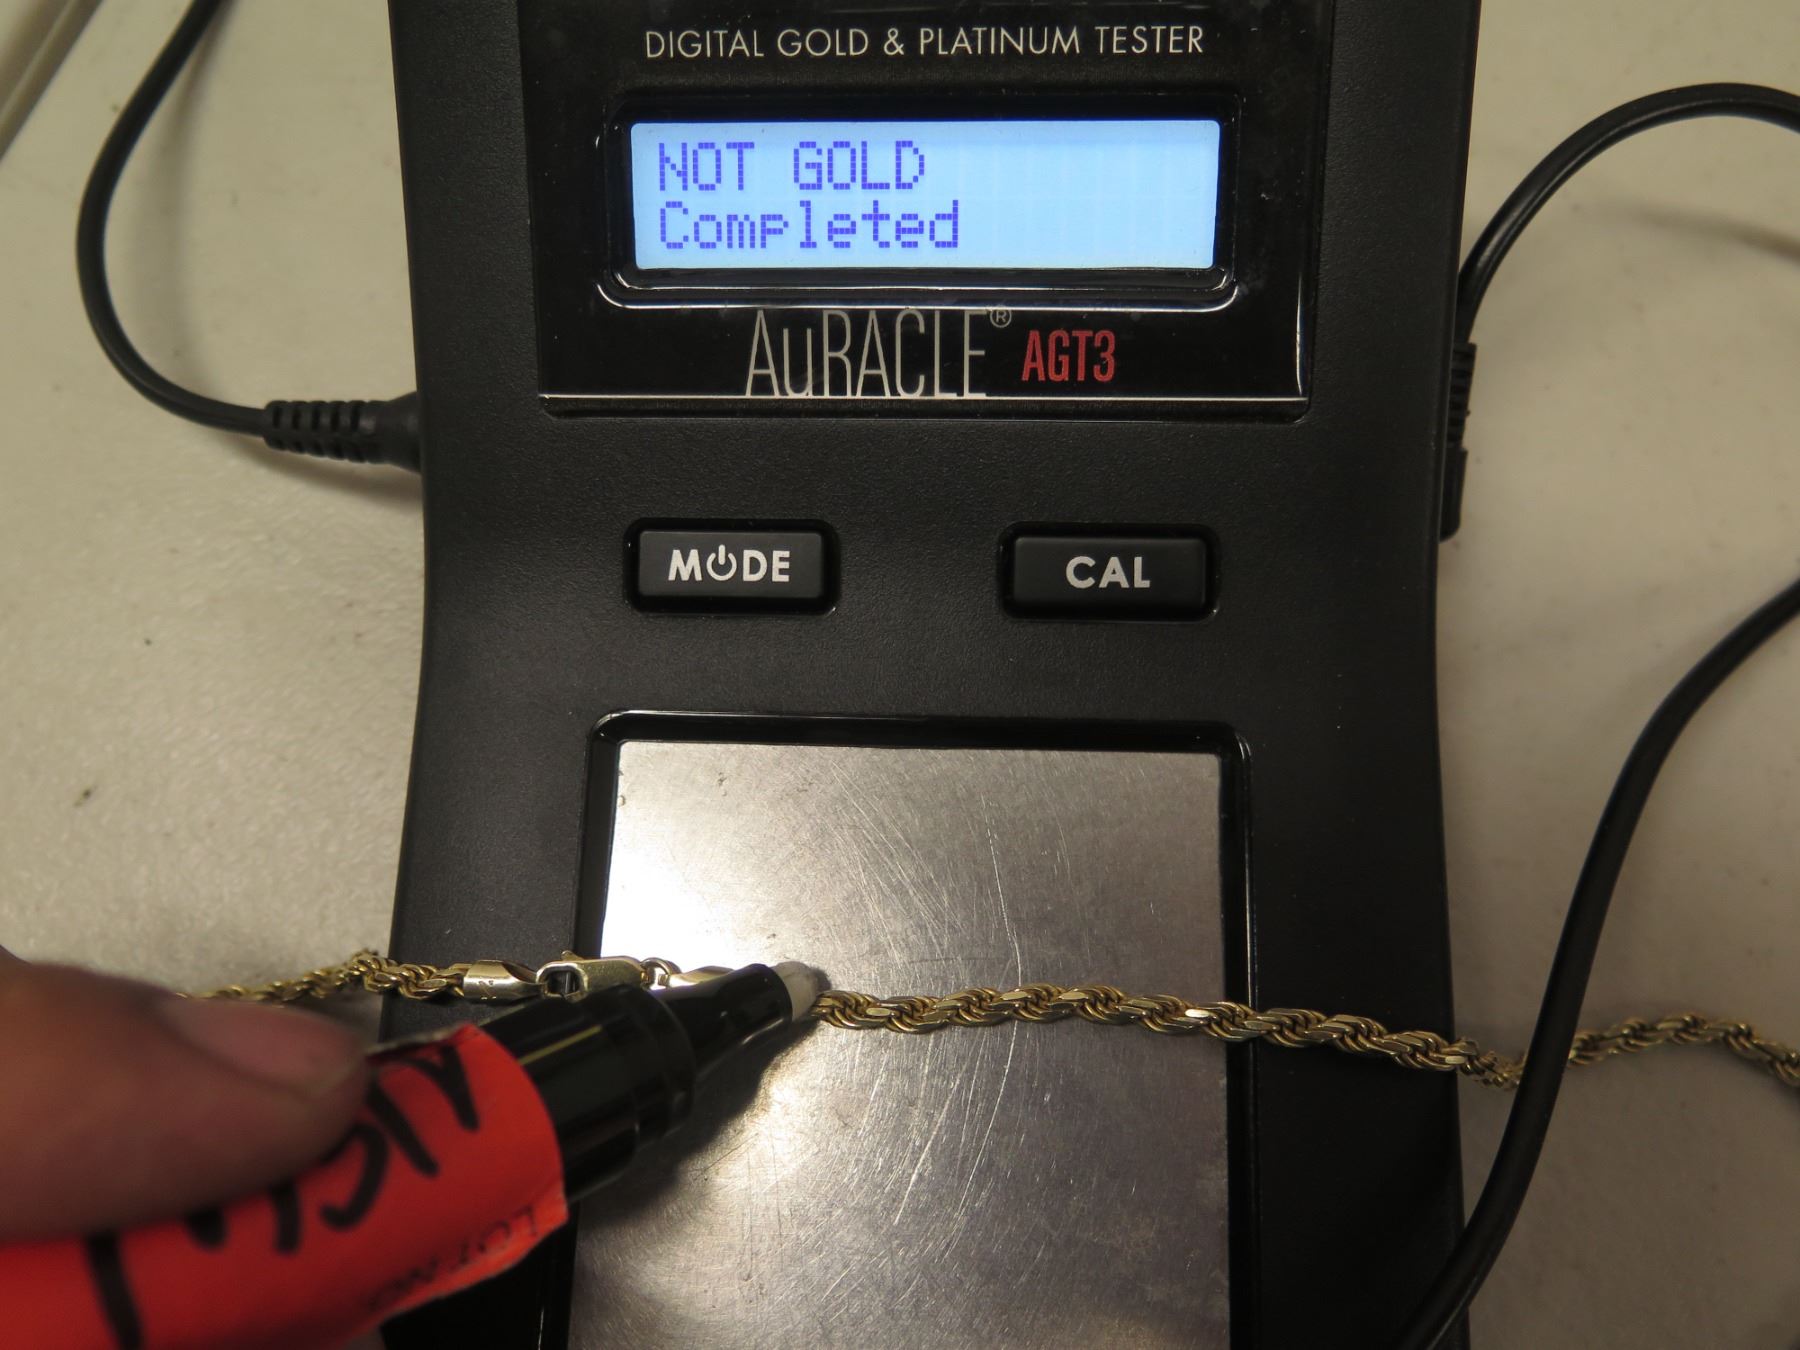 DIGITAL GOLD & PLATINUM TESTER
NOT GOLD
Completed
AuRACLE® AGT3
MODE
CAL